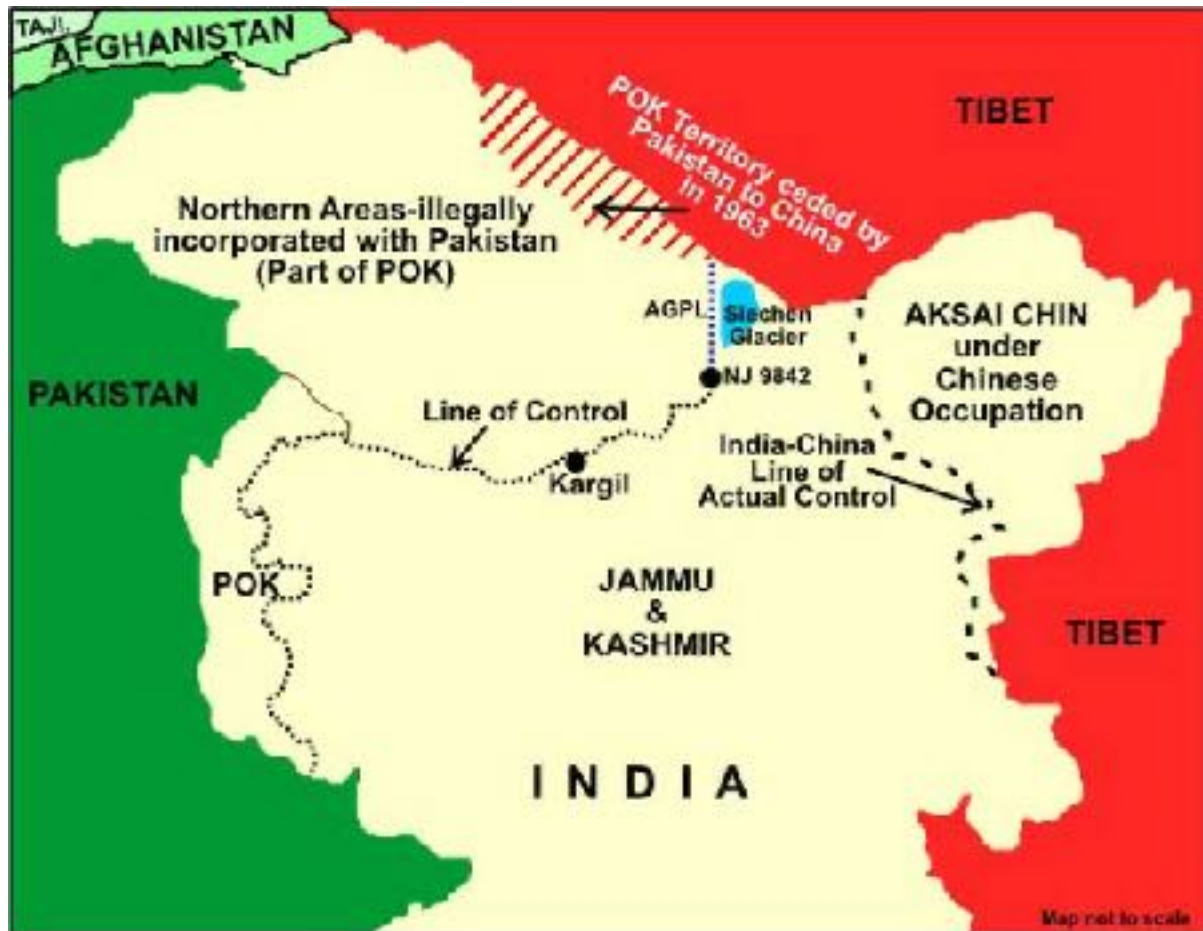 TAJI.
AFGHANISTAN
TIBET
POK Territory ceded by
Pakistan to China
in 1963
Northern Areas-illegally
incorporated with Pakistan
(Part of POK)
AGPL
Siechen
Glacier
AKSAI CHIN
under
Chinese
Occupation
NJ 9842
PAKISTAN
Line of Control
Kargil
India-China
Line of
Actual Control
POK
JAMMU
&
KASHMIR
TIBET
INDIA
Map not to scale